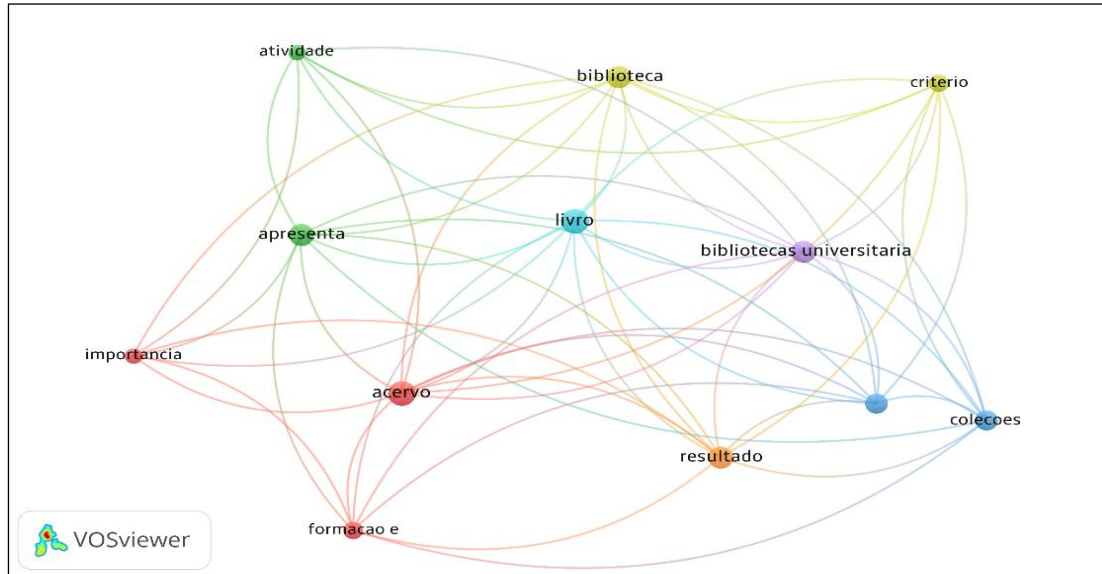 atividade
biblioteca
criterio
livro
apresenta
bibliotecas universitaria
importancia
acervo
colecoes
resultado
formacao e
VOSviewer